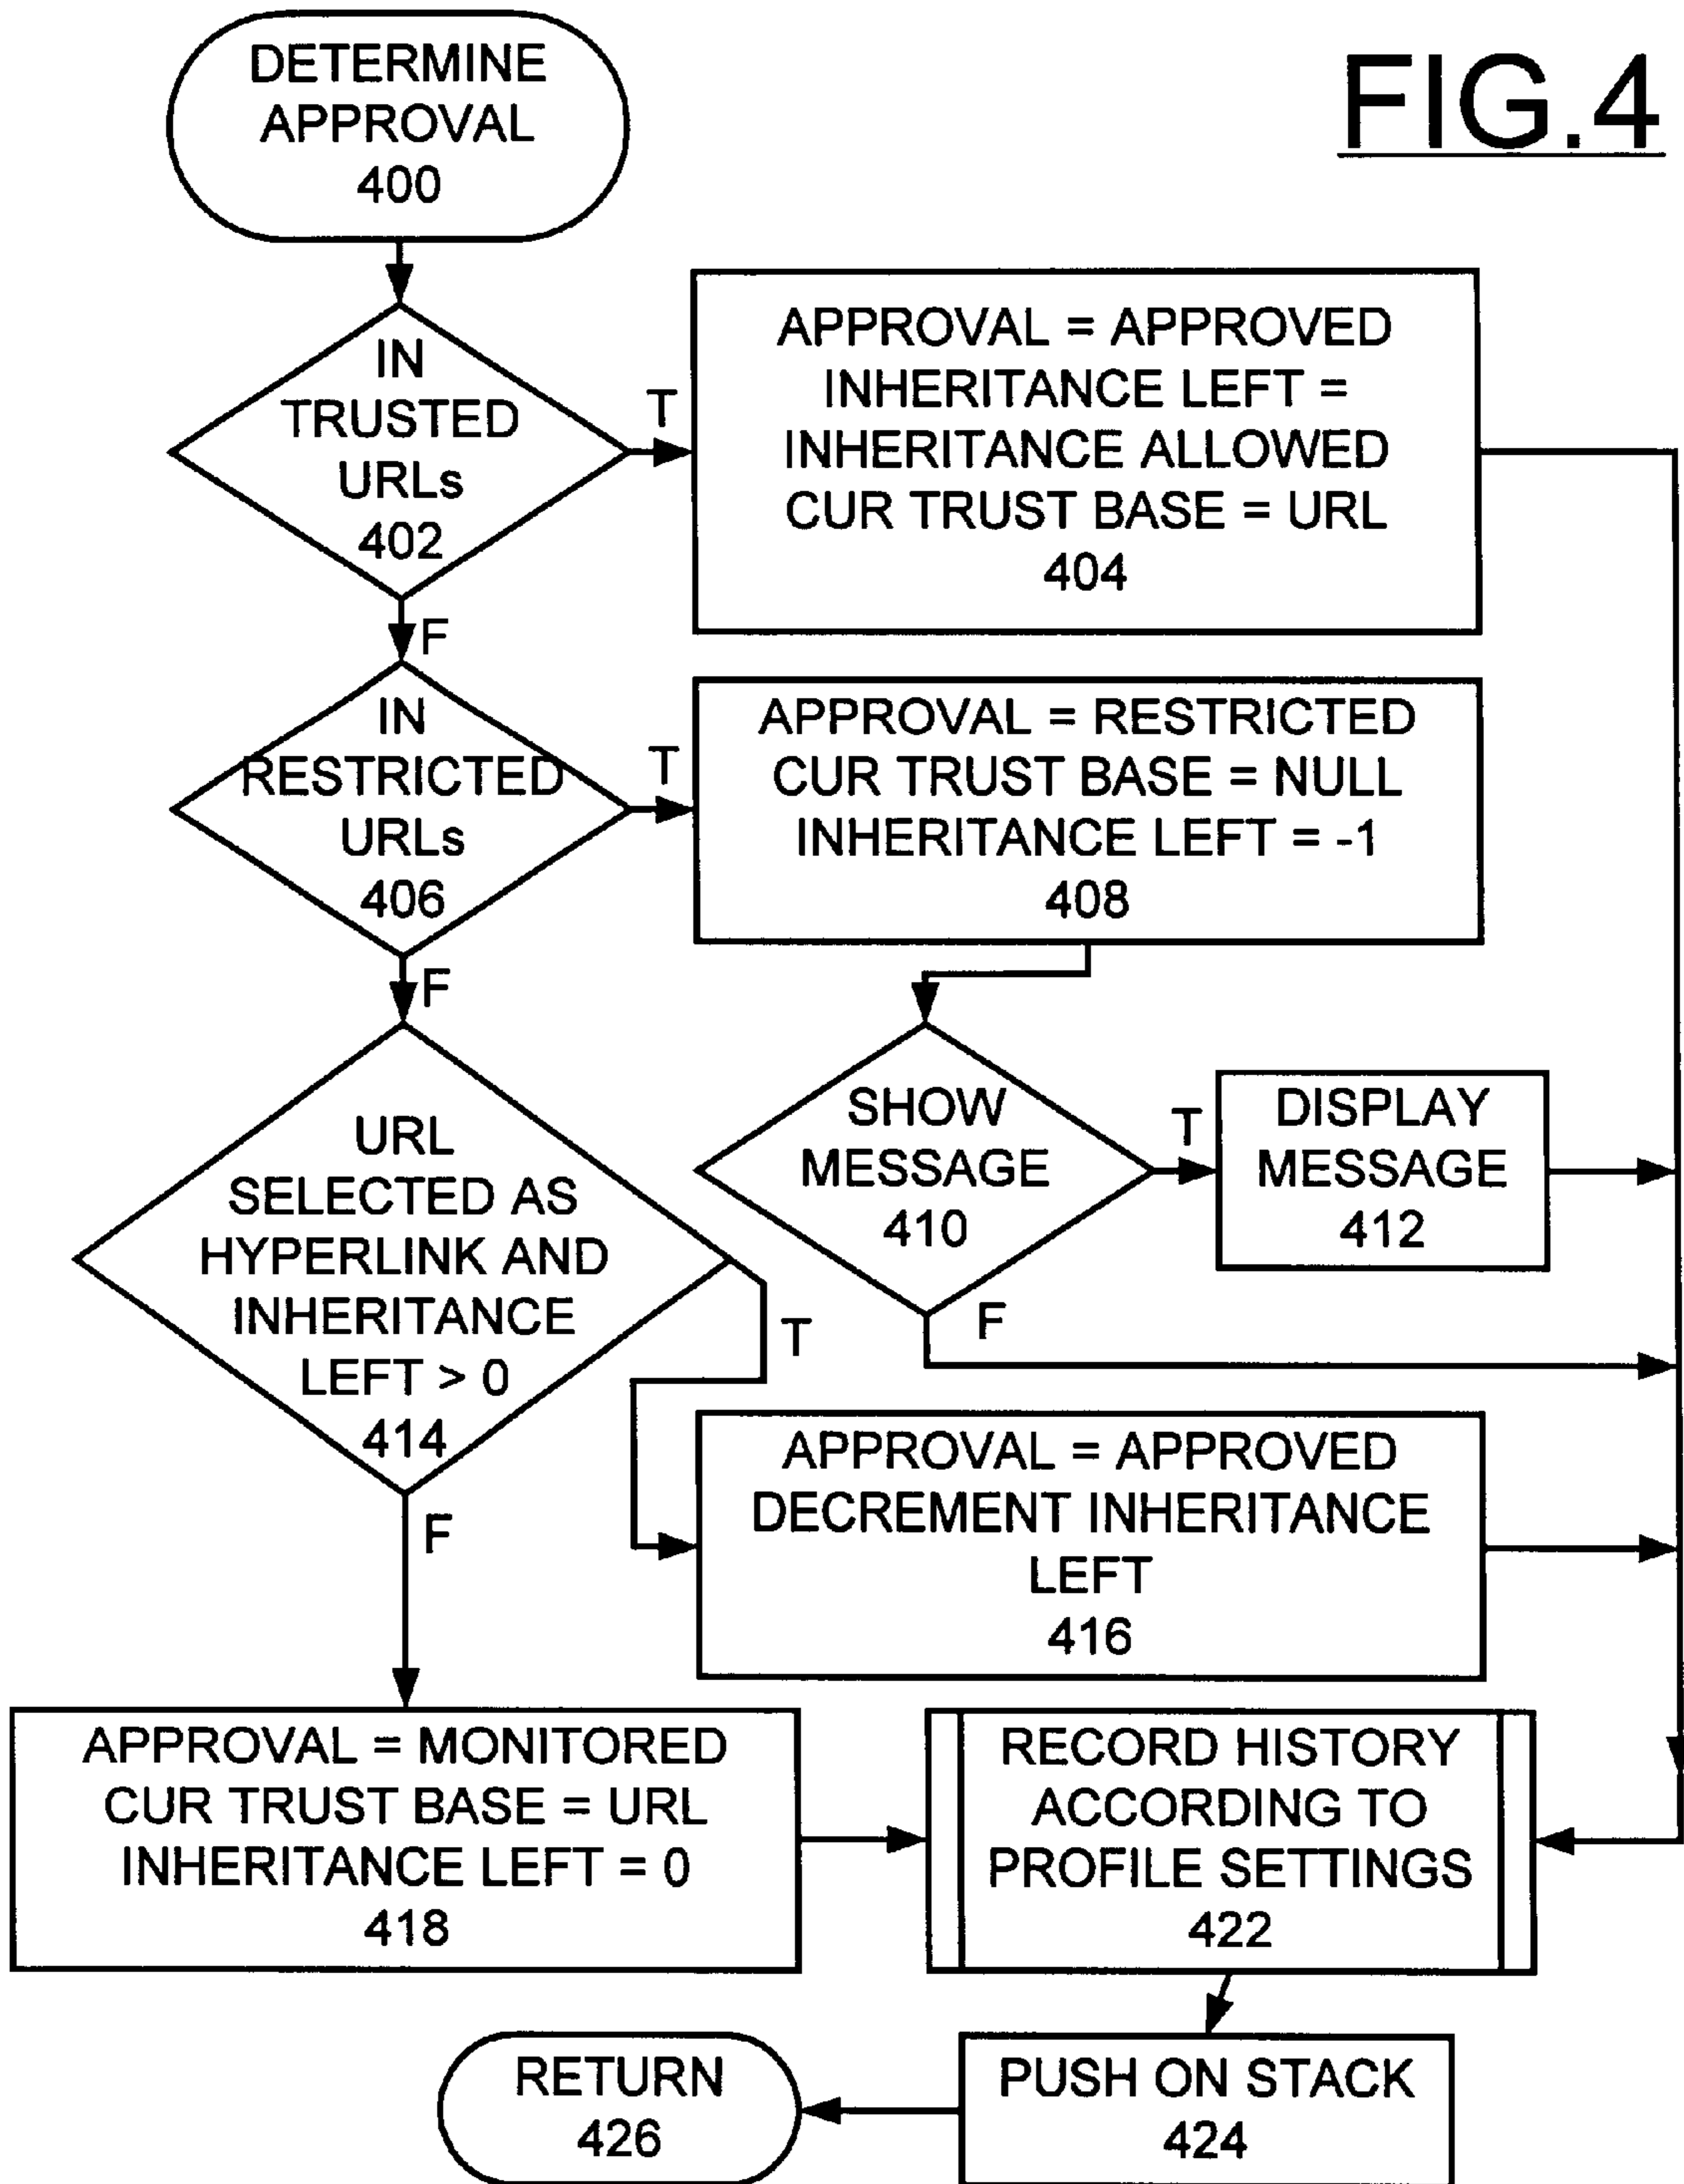 DETERMINE
APPROVAL
400
FIG.4
IN
TRUSTED
URLs
402
T
F
APPROVAL = APPROVED
INHERITANCE LEFT =
INHERITANCE ALLOWED
CUR TRUST BASE = URL
404
IN
RESTRICTED
URLs
406
T
F
APPROVAL = RESTRICTED
CUR TRUST BASE = NULL
INHERITANCE LEFT = -1
408
SHOW
MESSAGE
410
T
F
DISPLAY
MESSAGE
412
URL
SELECTED AS
HYPERLINK AND
INHERITANCE
LEFT > 0
414
T
F
APPROVAL = APPROVED
DECREMENT INHERITANCE
LEFT
416
APPROVAL = MONITORED
CUR TRUST BASE = URL
INHERITANCE LEFT = 0
418
RECORD HISTORY
ACCORDING TO
PROFILE SETTINGS
422
PUSH ON STACK
424
RETURN
426